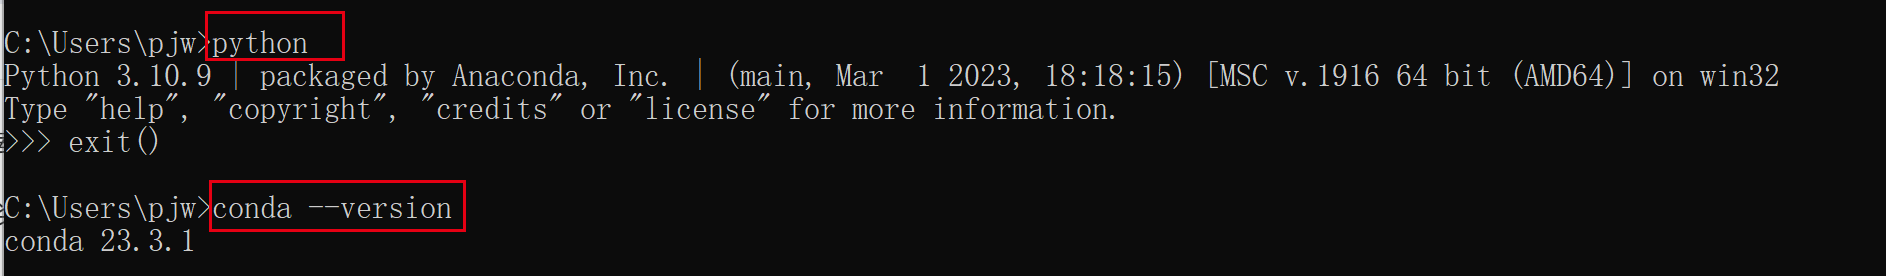 C:\Users\pjw>python
Python 3.10.9 | packaged by Anaconda, Inc. | (main, Mar  1 2023, 18:18:15) [MSC v.1916 64 bit (AMD64)] on win32
Type "help", "copyright", "credits" or "license" for more information.
>>> exit()
C:\Users\pjw>conda --version
conda 23.3.1